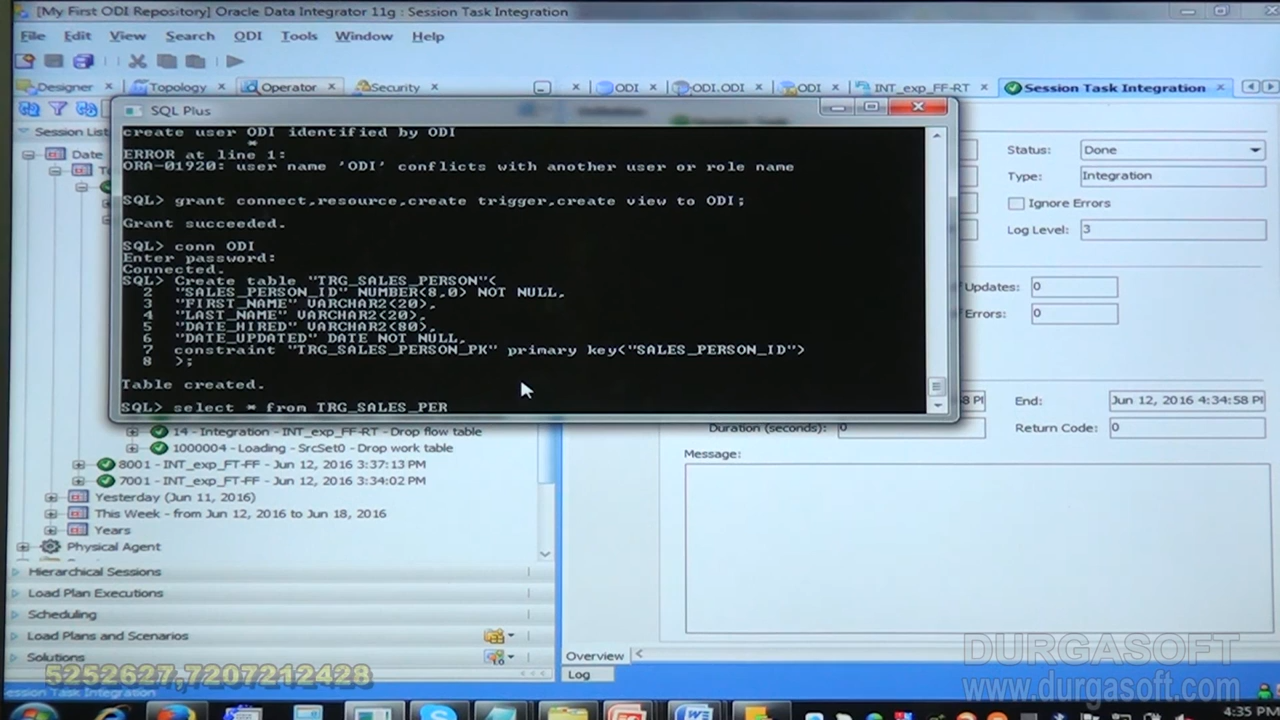 [My First ODI Repository] Oracle Data Integrator 11g : Session Task Integration
File Edit View Search ODI Tools Window Help
Designer Topology Operator Security ODI ODI.ODI ODI INT_exp_FF-RT Session Task Integration
SQL Plus
Session List
Date
create user ODI identified by ODI
*
ERROR at line 1:
ORA-01920: user name 'ODI' conflicts with another user or role name
SQL> grant connect,resource,create trigger,create view to ODI;
Grant succeeded.
SQL> conn ODI
Enter password:
Connected.
SQL> Create table "TRG_SALES_PERSON"(
2 "SALES_PERSON_ID" NUMBER(8,0) NOT NULL,
3 "FIRST_NAME" VARCHAR2(20),
4 "LAST_NAME" VARCHAR2(20),
5 "DATE_HIRED" VARCHAR2(80),
6 "DATE_UPDATED" DATE NOT NULL,
7 constraint "TRG_SALES_PERSON_PK" primary key("SALES_PERSON_ID")
8 );
Table created.
SQL> select * from TRG_SALES_PER
Status: Done
Type: Integration
Ignore Errors
Log Level: 3
Updates: 0
Errors: 0
End: Jun 12, 2016 4:34:58 PM
Duration (seconds): 0 Return Code: 0
Message:
14 - Integration - INT_exp_FF-RT - Drop flow table
1000004 - Loading - SrcSet0 - Drop work table
8001 - INT_exp_FT-FF - Jun 12, 2016 3:37:13 PM
7001 - INT_exp_FT-FF - Jun 12, 2016 3:34:02 PM
Yesterday (Jun 11, 2016)
This Week - from Jun 12, 2016 to Jun 18, 2016
Years
Physical Agent
Hierarchical Sessions
Load Plan Executions
Scheduling
Load Plans and Scenarios
Solutions
Overview
Log
5252627,7207212428
DURGASOFT
www.durgasoft.com
Session Task Integration
4:35 PM